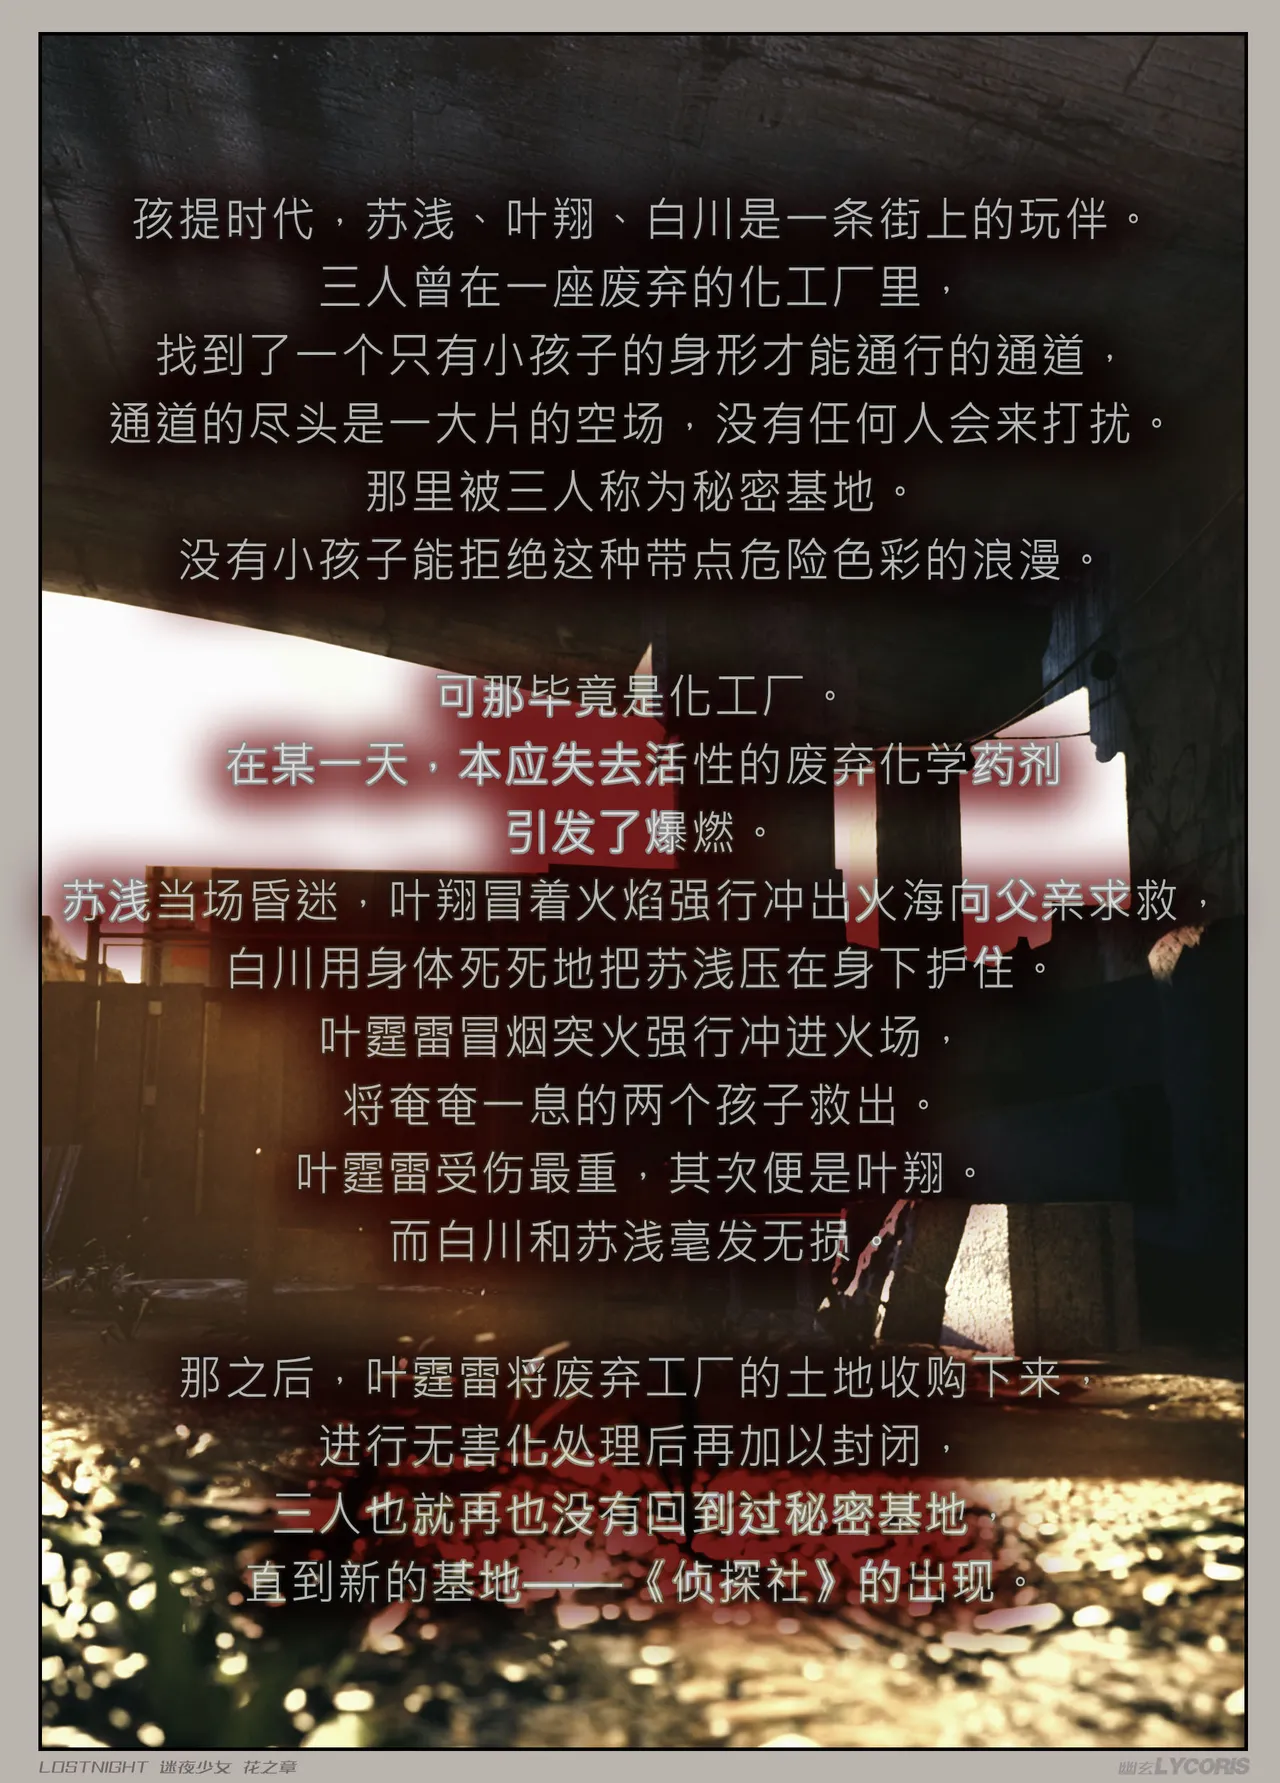 孩提时代，苏浅、叶翔、白川是一条街上的玩伴。
三人曾在一座废弃的化工厂里，
找到了一个只有小孩子的身形才能通行的通道，
通道的尽头是一大片的空场，没有任何人会来打扰。
那里被三人称为秘密基地。
没有小孩子能拒绝这种带点危险色彩的浪漫。
可那毕竟是化工厂。
在某一天，本应失去活性的废弃化学药剂
引发了爆燃。
苏浅当场昏迷，叶翔冒着火焰强行冲出火海向父亲求救，
白川用身体死死地把苏浅压在身下护住。
叶霆雷冒烟突火强行冲进火场，
将奄奄一息的两个孩子救出。
叶霆雷受伤最重，其次便是叶翔。
而白川和苏浅毫发无损。
那之后，叶霆雷将废弃工厂的土地收购下来，
进行无害化处理后再加以封闭，
三人也就再也没有回到过秘密基地，
直到新的基地——《侦探社》的出现。
LOSTNIGHT 迷夜少女 花之章
幽玄LYCORIS